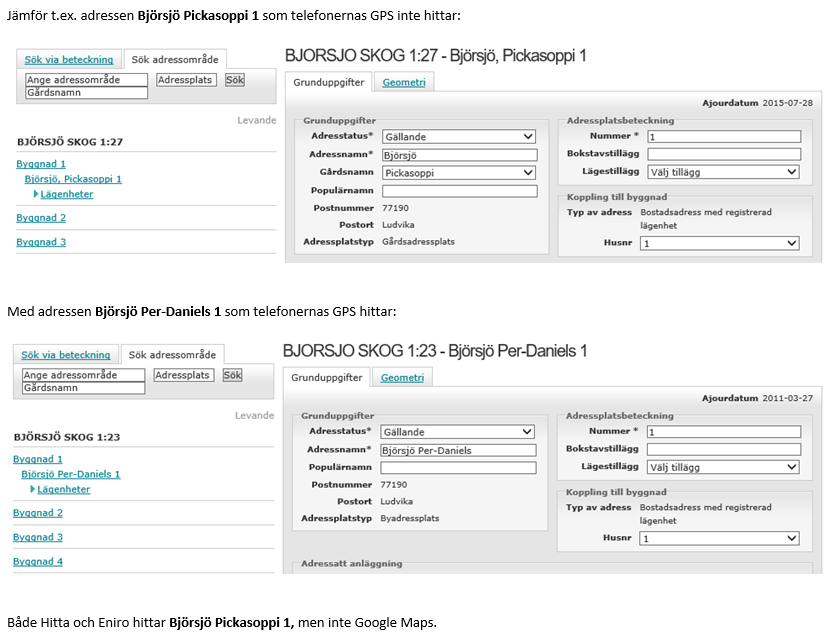 Jämför t.ex. adressen Björsjö Pickasoppi 1 som telefonernas GPS inte hittar:
Sök via beteckning Sök adressområde
Ange adressområde Adressplats Sök
Gårdsnamn
Levande
BJÖRSJÖ SKOG 1:27
Byggnad 1
Björsjö, Pickasoppi 1
Lägenheter
Byggnad 2
Byggnad 3
BJORSJO SKOG 1:27 - Björsjö, Pickasoppi 1
Grunduppgifter Geometri
Ajourdatum 2015-07-28
Grunduppgifter
Adresstatus* Gällande
Adressnamn* Björsjö
Gårdsnamn Pickasoppi
Populärnamn
Postnummer 77190
Postort Ludvika
Adressplatstyp Gårdsadressplats
Adressplatsbeteckning
Nummer * 1
Bokstavstillägg
Lägestillägg Välj tillägg
Koppling till byggnad
Typ av adress Bostadsadress med registrerad
lägenhet
Husnr 1
Med adressen Björsjö Per-Daniels 1 som telefonernas GPS hittar:
Sök via beteckning Sök adressområde
Ange adressområde Adressplats Sök
Gårdsnamn
Levande
BJÖRSJÖ SKOG 1:23
Byggnad 1
Björsjö Per-Daniels 1
Lägenheter
Byggnad 2
Byggnad 3
Byggnad 4
BJORSJO SKOG 1:23 - Björsjö Per-Daniels 1
Grunduppgifter Geometri
Ajourdatum 2011-03-27
Grunduppgifter
Adresstatus* Gällande
Adressnamn* Björsjö Per-Daniels
Populärnamn
Postnummer 77190
Postort Ludvika
Adressplatstyp Byadressplats
Adressplatsbeteckning
Nummer * 1
Bokstavstillägg
Lägestillägg Välj tillägg
Koppling till byggnad
Typ av adress Bostadsadress med registrerad
lägenhet
Husnr 1
Adressatt anläggning
Både Hitta och Eniro hittar Björsjö Pickasoppi 1, men inte Google Maps.